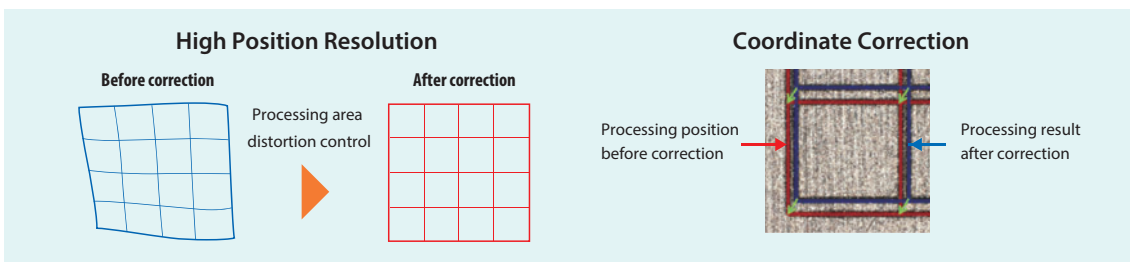 High Position Resolution
Before correction
Processing area
distortion control
After correction
Coordinate Correction
Processing position
before correction
Processing result
after correction